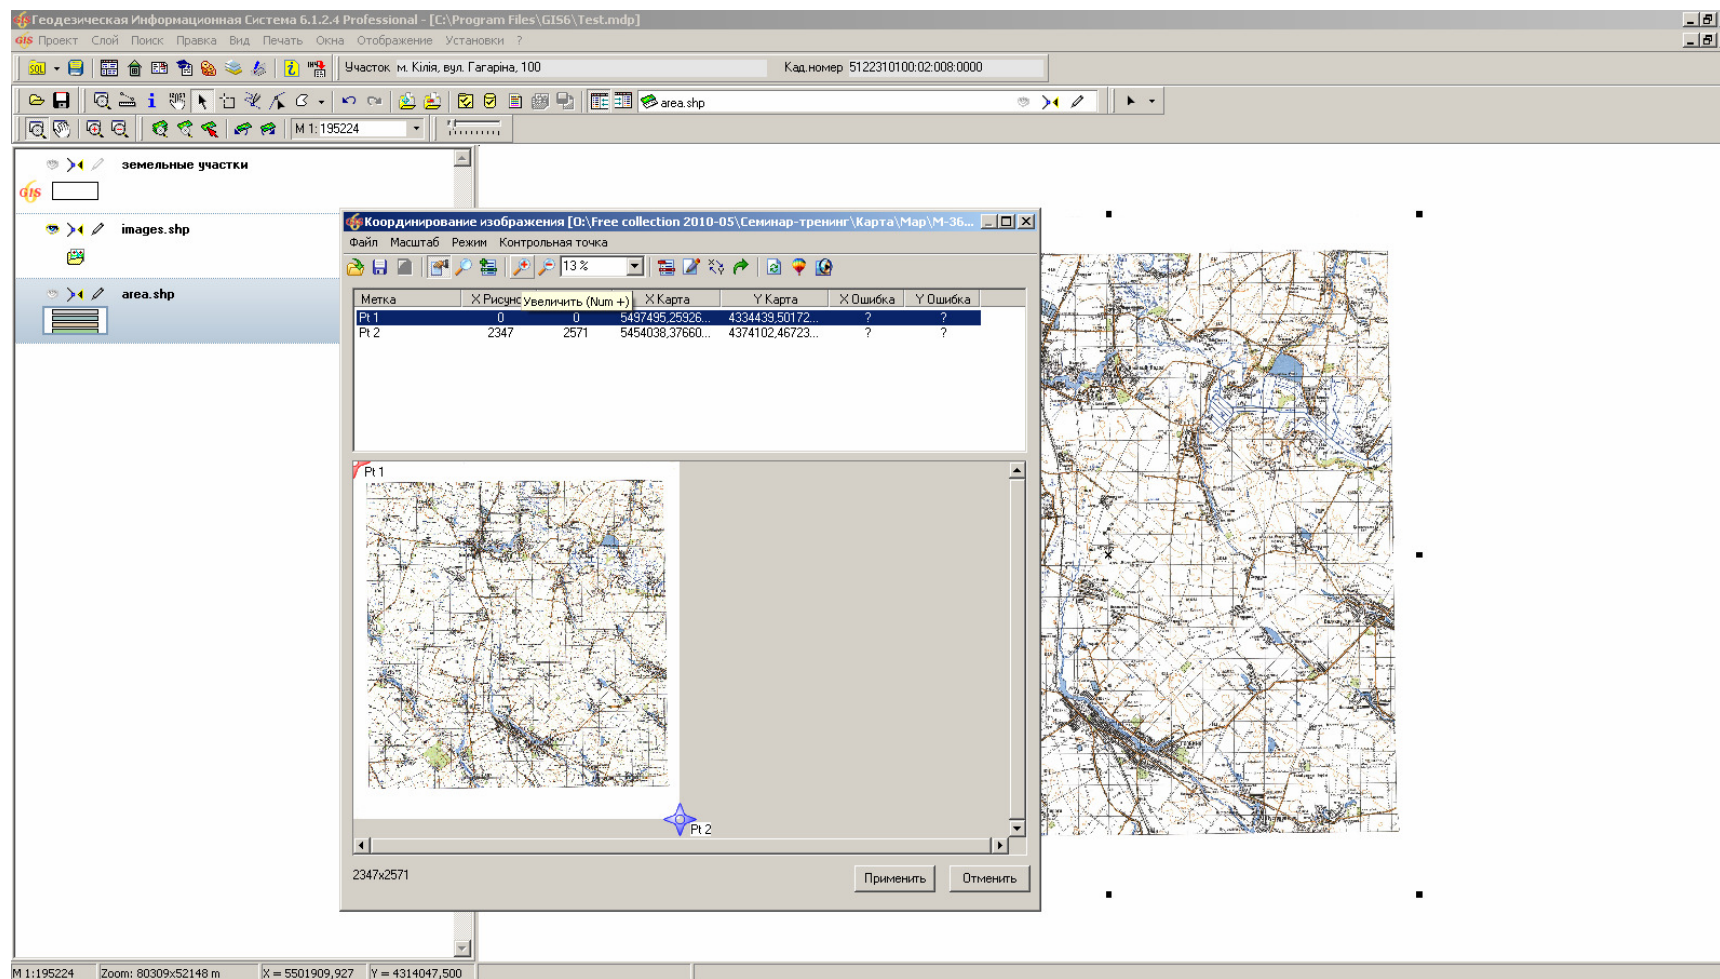 Геодезическая Информационная Система 6.1.2.4 Professional - [C:\Program Files\GIS6\Test.mdp]
GIS Проект Слой Поиск Правка Вид Печать Окна Отображение Установки ?
SQL Участок м. Кілія, вул. Гагаріна, 100 Кад.номер 5122310100:02:008:0000
area.shp
M 1: 195224
земельные участки
GIS
images.shp
area.shp
Координирование изображения [O:\Free collection 2010-05\Семинар-тренинг\Карта\Map\M-36...
Файл Масштаб Режим Контрольная точка
13 %
Метка X Рисунс X Карта Y Карта X Ошибка Y Ошибка
Увеличить (Num +)
Pt 1 0 0 5497495,25926... 4334439,50172... ? ?
Pt 2 2347 2571 5454038,37660... 4374102,46723... ? ?
Pt 1
Pt 2
2347x2571
Применить Отменить
M 1:195224 Zoom: 80309x52148 m X = 5501909,927 Y = 4314047,500